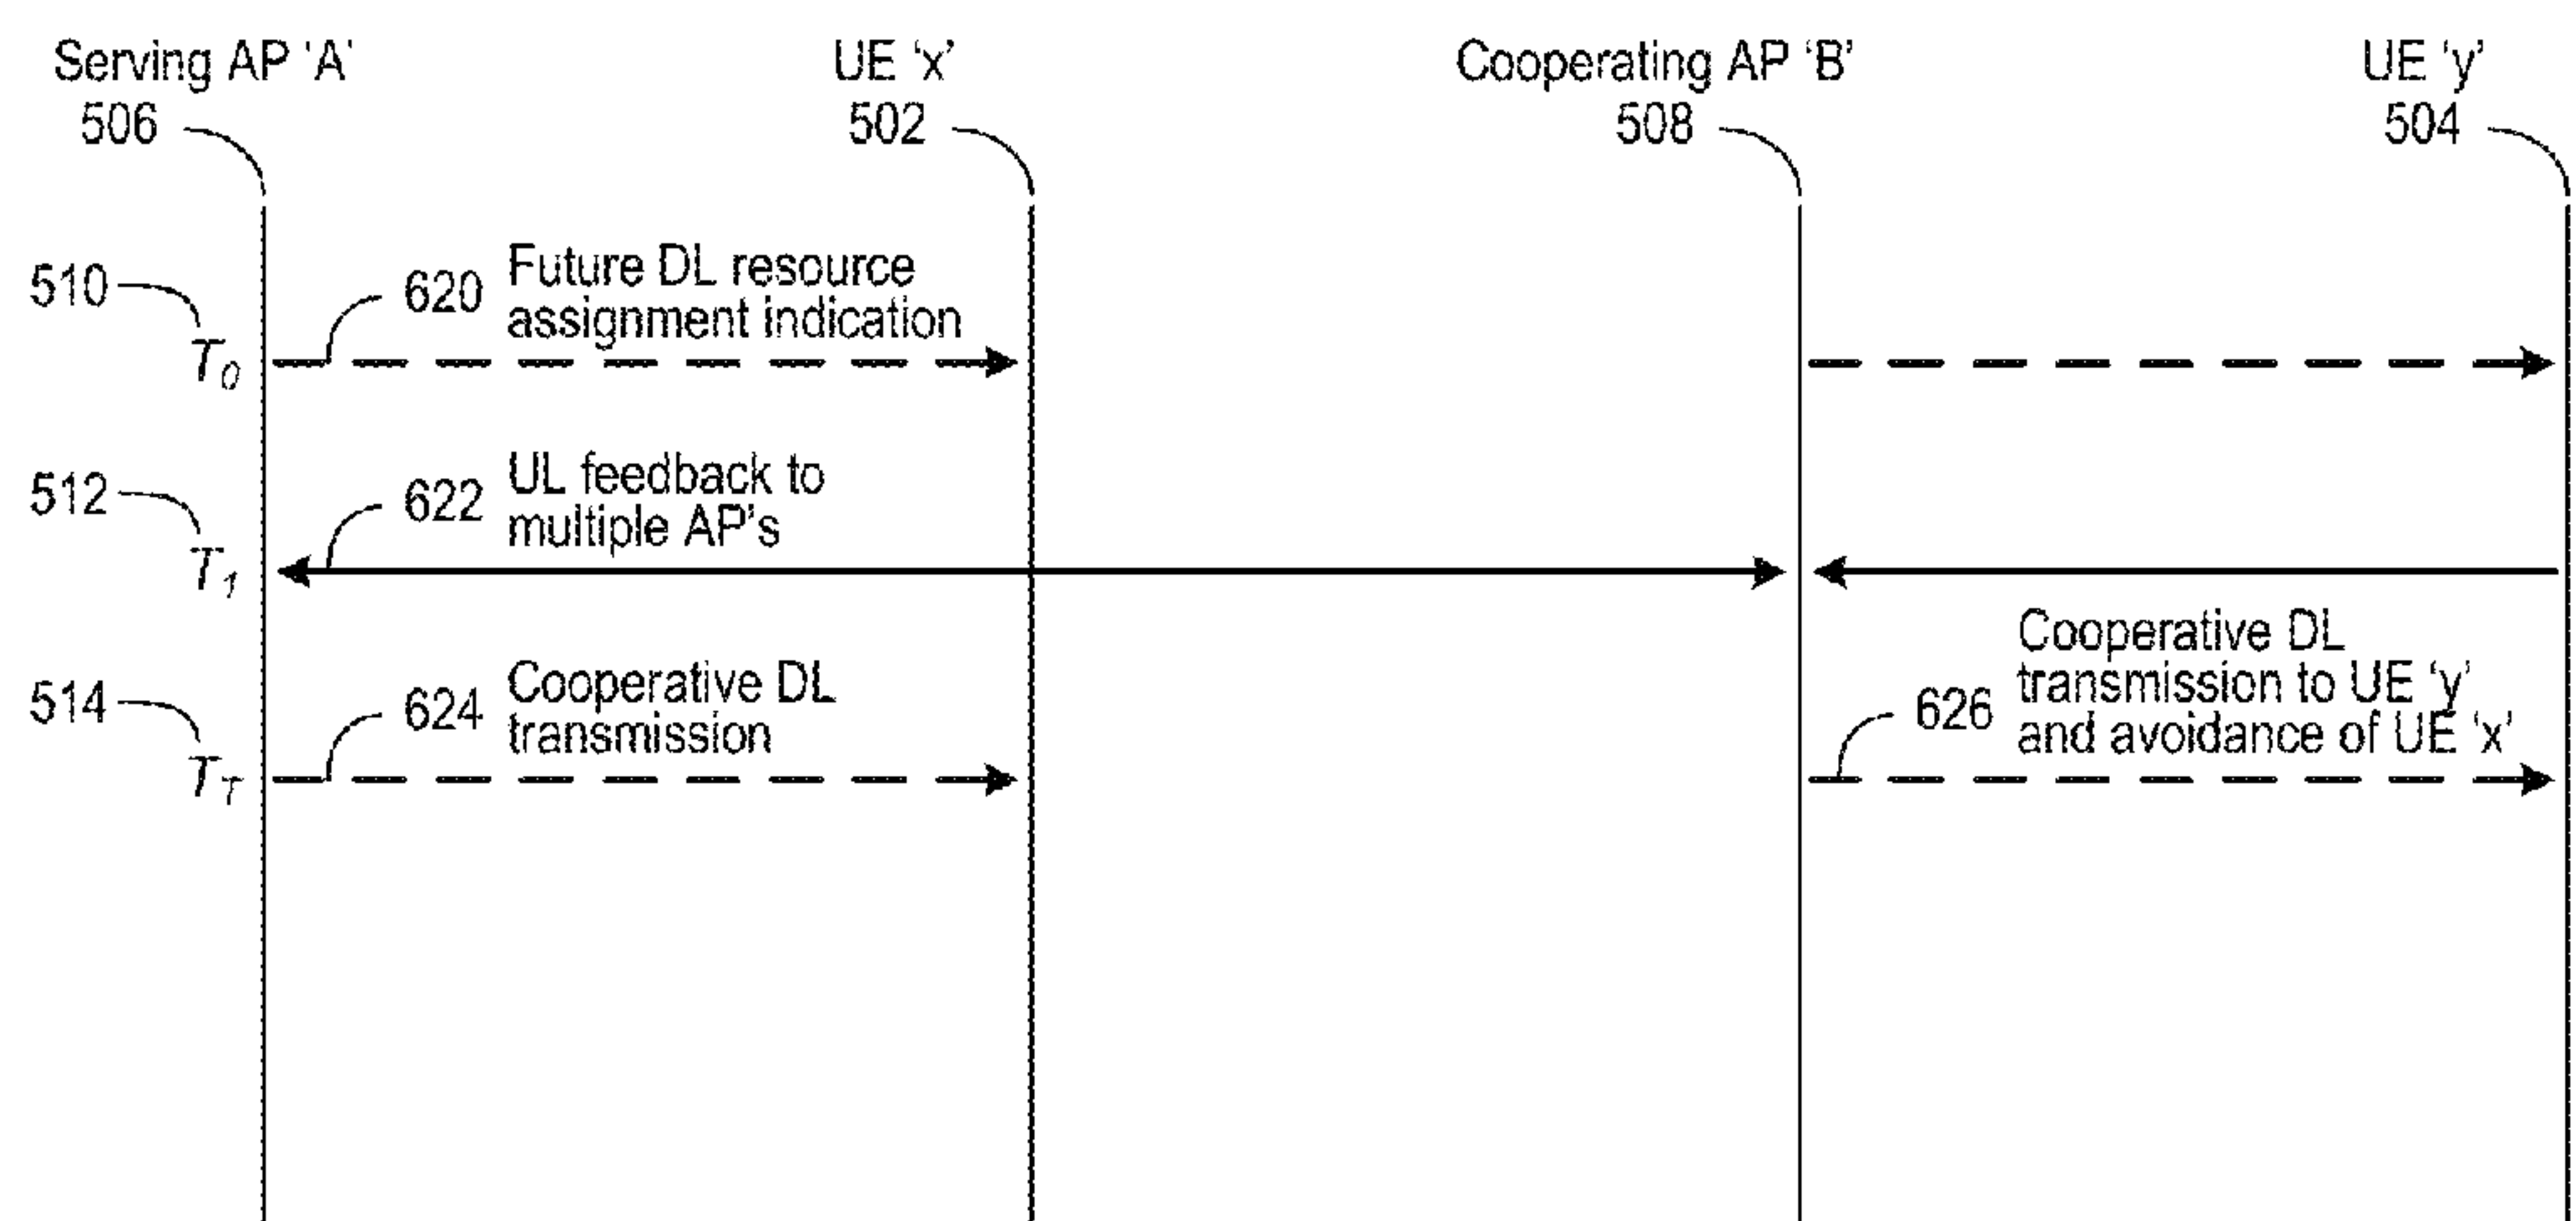 Serving AP 'A'
506
UE 'x'
502
Cooperating AP 'B'
508
UE 'y'
504
510
T0
620
Future DL resource
assignment indication
512
T1
622
UL feedback to
multiple AP's
514
TT
624
Cooperative DL
transmission
626
Cooperative DL
transmission to UE 'y'
and avoidance of UE 'x'